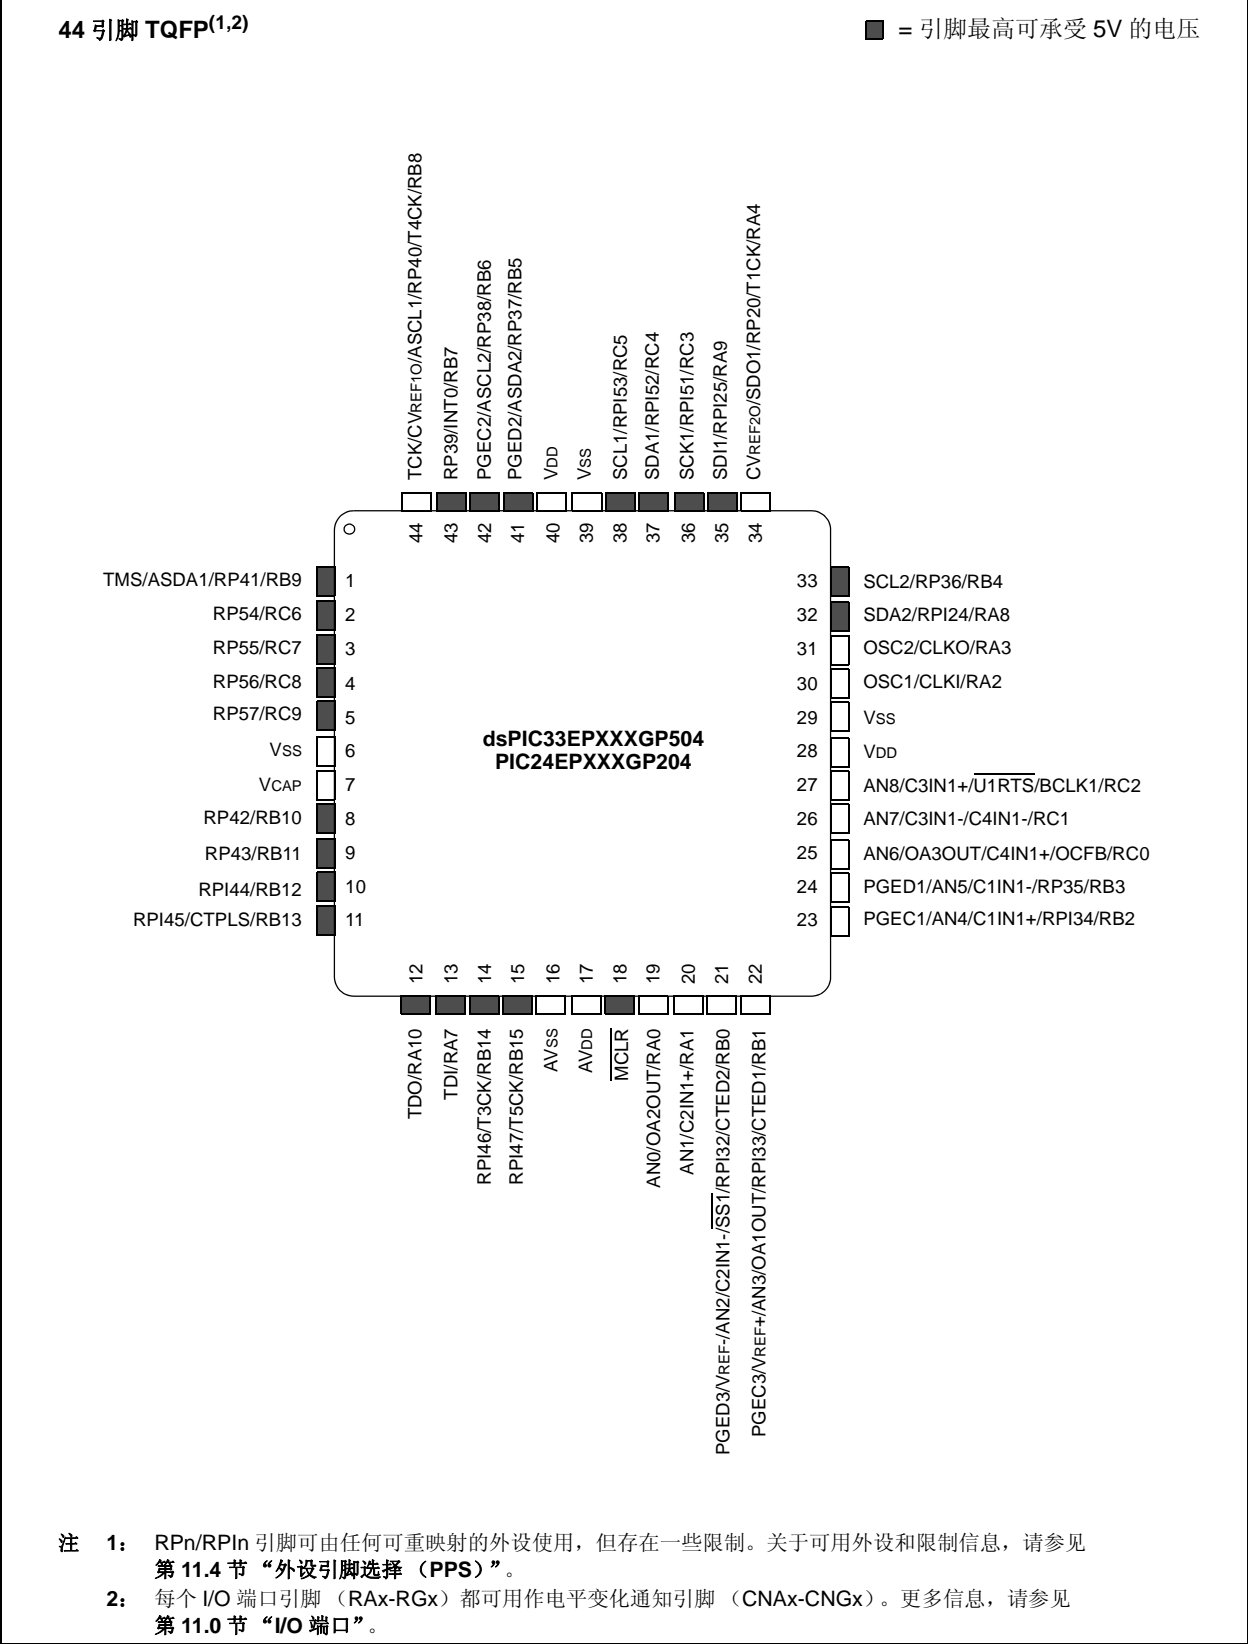 44 引脚 TQFP(1,2)
= 引脚最高可承受 5V 的电压
TCK/CVREF1O/ASCL1/RP40/T4CK/RB8
RP39/INT0/RB7
PGEC2/ASCL2/RP38/RB6
PGED2/ASDA2/RP37/RB5
VDD
VSS
SCL1/RPI53/RC5
SDA1/RPI52/RC4
SCK1/RPI51/RC3
SDI1/RPI25/RA9
CVREF2O/SDO1/RP20/T1CK/RA4
44 43 42 41 40 39 38 37 36 35 34
TMS/ASDA1/RP41/RB9 1 33 SCL2/RP36/RB4
RP54/RC6 2 32 SDA2/RPI24/RA8
RP55/RC7 3 31 OSC2/CLKO/RA3
RP56/RC8 4 30 OSC1/CLKI/RA2
RP57/RC9 5 29 VSS
dsPIC33EPXXXGP504
VSS 6 28 VDD
PIC24EPXXXGP204
VCAP 7 27 AN8/C3IN1+/U1RTS/BCLK1/RC2
RP42/RB10 8 26 AN7/C3IN1-/C4IN1-/RC1
RP43/RB11 9 25 AN6/OA3OUT/C4IN1+/OCFB/RC0
RPI44/RB12 10 24 PGED1/AN5/C1IN1-/RP35/RB3
RPI45/CTPLS/RB13 11 23 PGEC1/AN4/C1IN1+/RPI34/RB2
12 13 14 15 16 17 18 19 20 21 22
TDO/RA10
TDI/RA7
RPI46/T3CK/RB14
RPI47/T5CK/RB15
AVSS
AVDD
MCLR
AN0/OA2OUT/RA0
AN1/C2IN1+/RA1
PGED3/VREF-/AN2/C2IN1-/SS1/RPI32/CTED2/RB0
PGEC3/VREF+/AN3/OA1OUT/RPI33/CTED1/RB1
注 1： RPn/RPIn 引脚可由任何可重映射的外设使用，但存在一些限制。关于可用外设和限制信息，请参见
第 11.4 节 “外设引脚选择 （PPS）”。
2： 每个 I/O 端口引脚 （RAx-RGx）都可用作电平变化通知引脚 （CNAx-CNGx）。更多信息，请参见
第 11.0 节 “I/O 端口”。